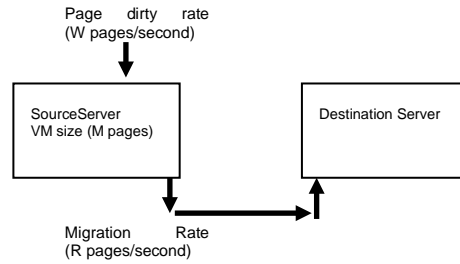 Page dirty rate
(W pages/second)
SourceServer
VM size (M pages)
Destination Server
Migration Rate
(R pages/second)